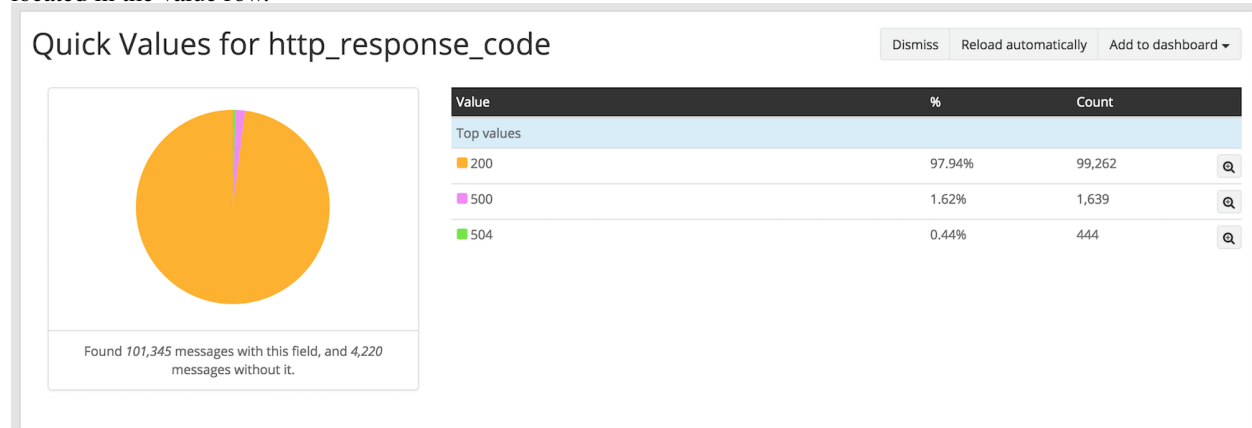 Quick Values for http_response_code
Dismiss Reload automatically Add to dashboard
Value % Count
Top values
200 97.94% 99,262
500 1.62% 1,639
504 0.44% 444
Found 101,345 messages with this field, and 4,220
messages without it.